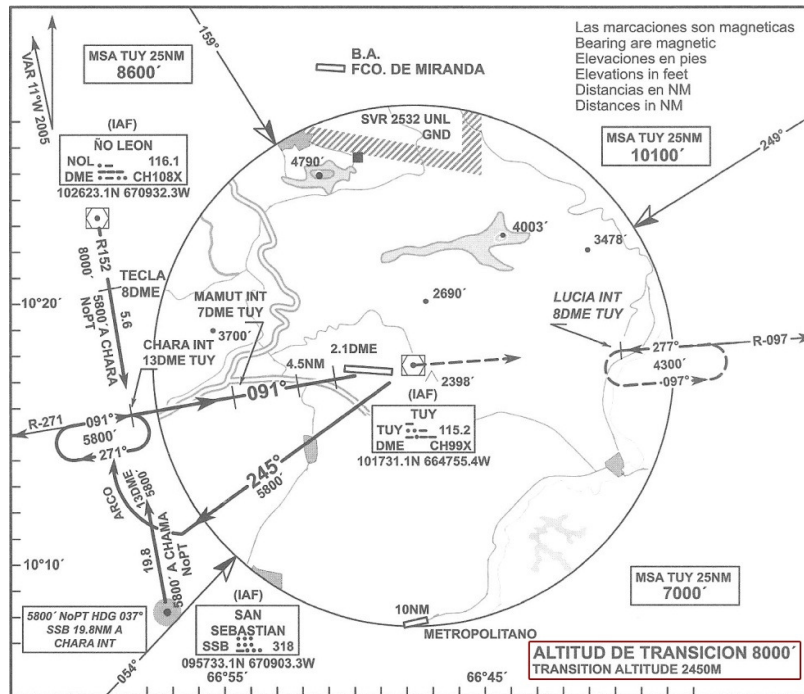 Las marcaciones son magneticas
Bearing are magnetic
Elevaciones en pies
Elevations in feet
Distancias en NM
Distances in NM
VAR 11°W 2005
MSA TUY 25NM
8600´
159°
B.A.
FCO. DE MIRANDA
SVR 2532 UNL
GND
MSA TUY 25NM
10100´
249°
(IAF)
ÑO LEON
NOL 116.1
DME CH108X
102623.1N 670932.3W
4790´
4003´
3478´
2690´
R152
8000´
TECLA
8DME
5.6
5800´A CHARA
NoPT
10°20´
3700´
MAMUT INT
7DME TUY
CHARA INT
13DME TUY
LUCIA INT
8DME TUY
4.5NM
2.1DME
091°
2398´
277°
4300´
097°
R-097
R-271
091°
5800´
271°
(IAF)
TUY
TUY 115.2
DME CH99X
101731.1N 664755.4W
245°
5800´
ARCO
13DME
5800´
19.8
5800´ A CHAMA
NoPT
10°10´
5800´ NoPT HDG 037°
SSB 19.8NM A
CHARA INT
054°
(IAF)
SAN
SEBASTIAN
SSB 318
095733.1N 670903.3W
66°55´
10NM
METROPOLITANO
66°45´
MSA TUY 25NM
7000´
ALTITUD DE TRANSICION 8000´
TRANSITION ALTITUDE 2450M